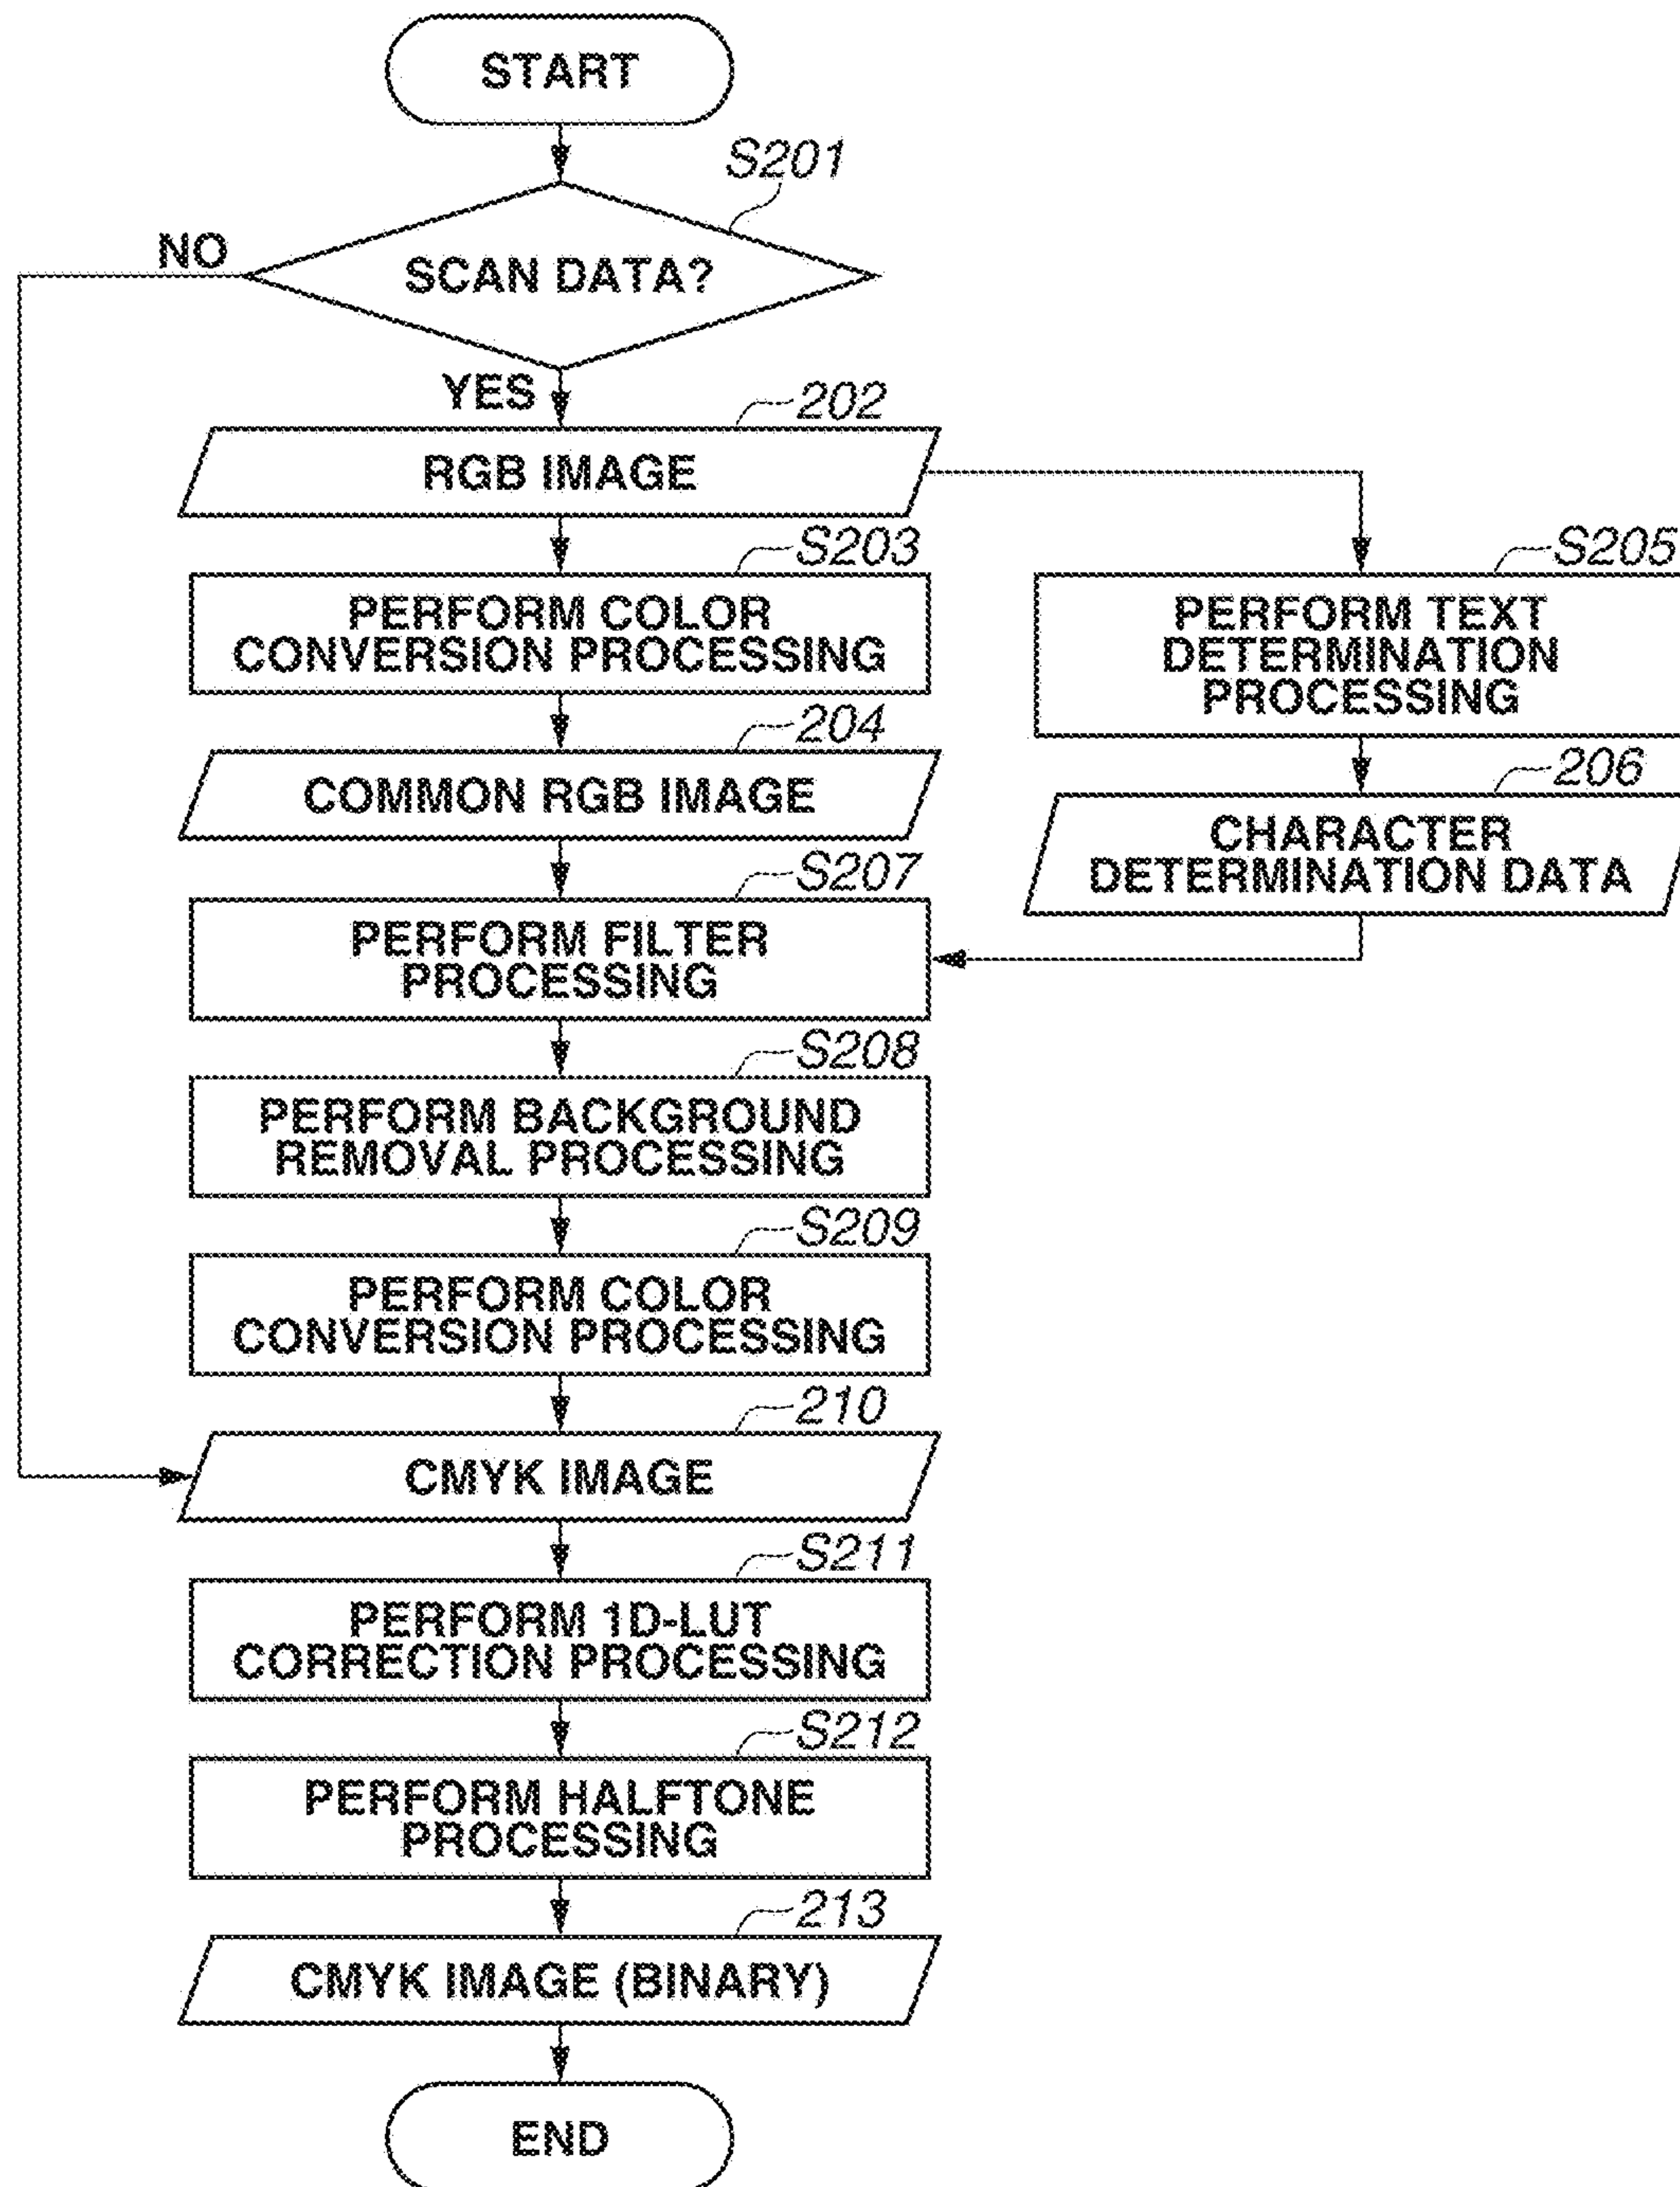 START
S201
NO
SCAN DATA?
YES
202
RGB IMAGE
S203
PERFORM COLOR
CONVERSION PROCESSING
S205
PERFORM TEXT
DETERMINATION
PROCESSING
204
COMMON RGB IMAGE
206
CHARACTER
DETERMINATION DATA
S207
PERFORM FILTER
PROCESSING
S208
PERFORM BACKGROUND
REMOVAL PROCESSING
S209
PERFORM COLOR
CONVERSION PROCESSING
210
CMYK IMAGE
S211
PERFORM 1D-LUT
CORRECTION PROCESSING
S212
PERFORM HALFTONE
PROCESSING
213
CMYK IMAGE (BINARY)
END